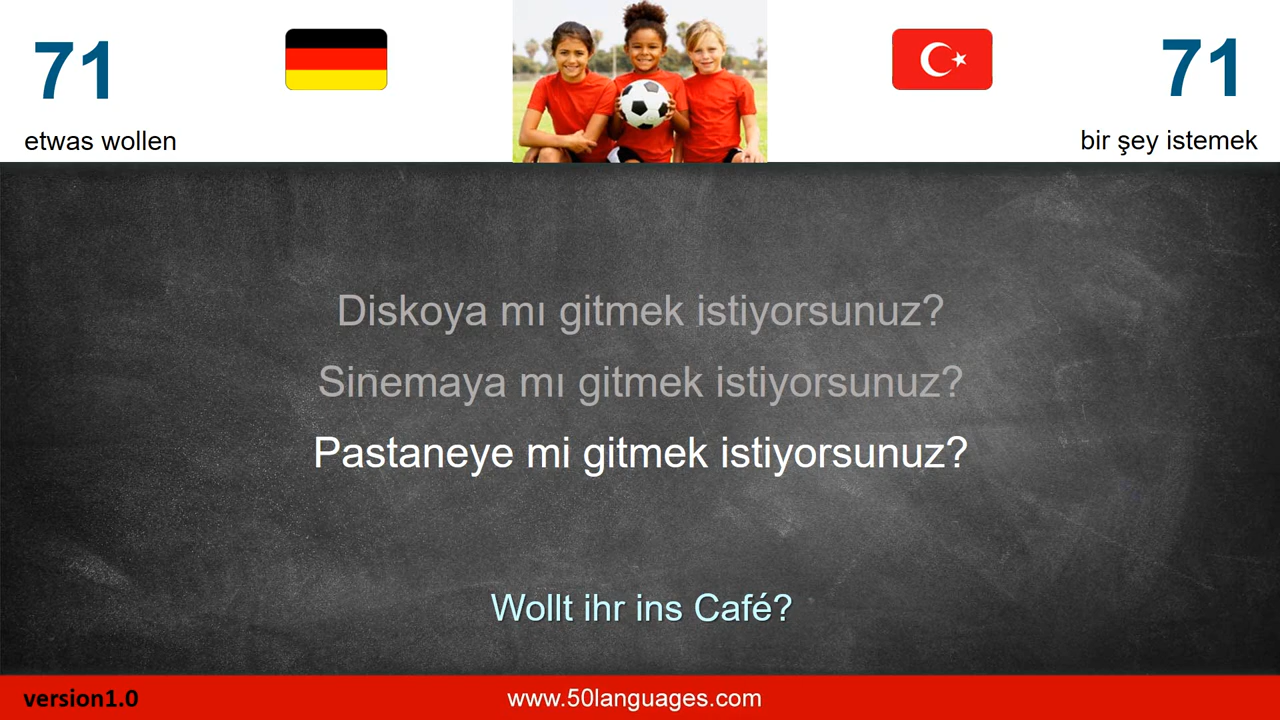 71
71
etwas wollen
bir şey istemek
Diskoya mı gitmek istiyorsunuz?
Sinemaya mı gitmek istiyorsunuz?
Pastaneye mi gitmek istiyorsunuz?
Wollt ihr ins Café?
version1.0
www.50languages.com